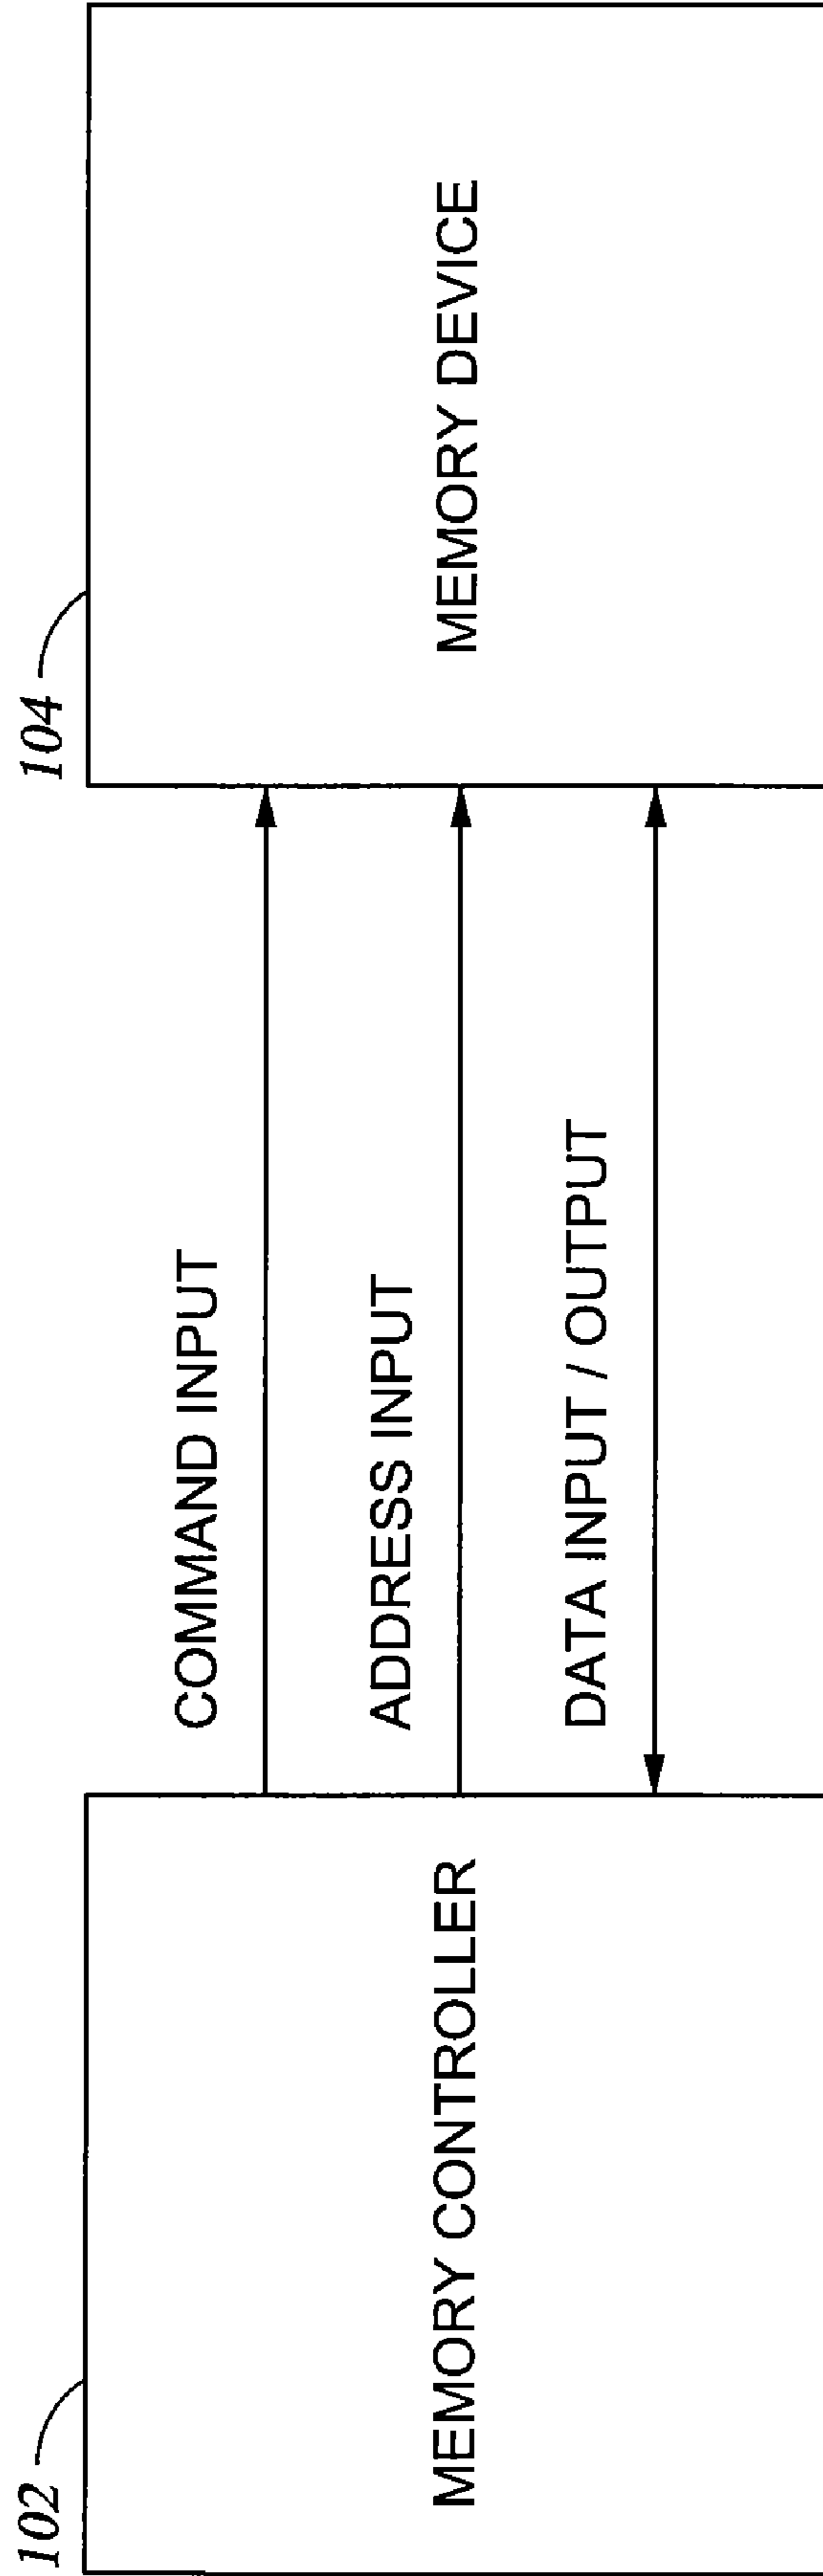 102
MEMORY CONTROLLER
COMMAND INPUT
ADDRESS INPUT
DATA INPUT / OUTPUT
104
MEMORY DEVICE